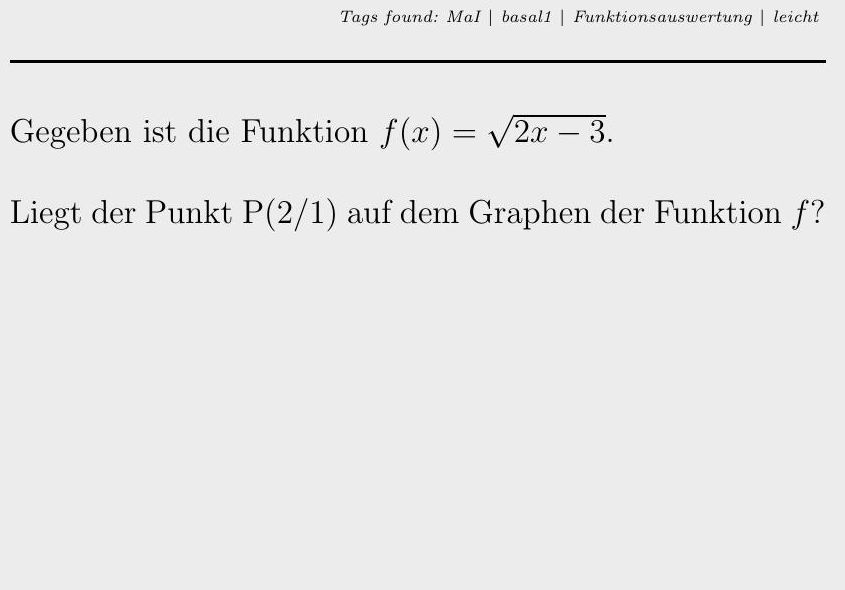 Tags found: MaI | basal1 | Funktionsauswertung | leicht
Gegeben ist die Funktion f(x) = √2x − 3.
Liegt der Punkt P(2/1) auf dem Graphen der Funktion f?